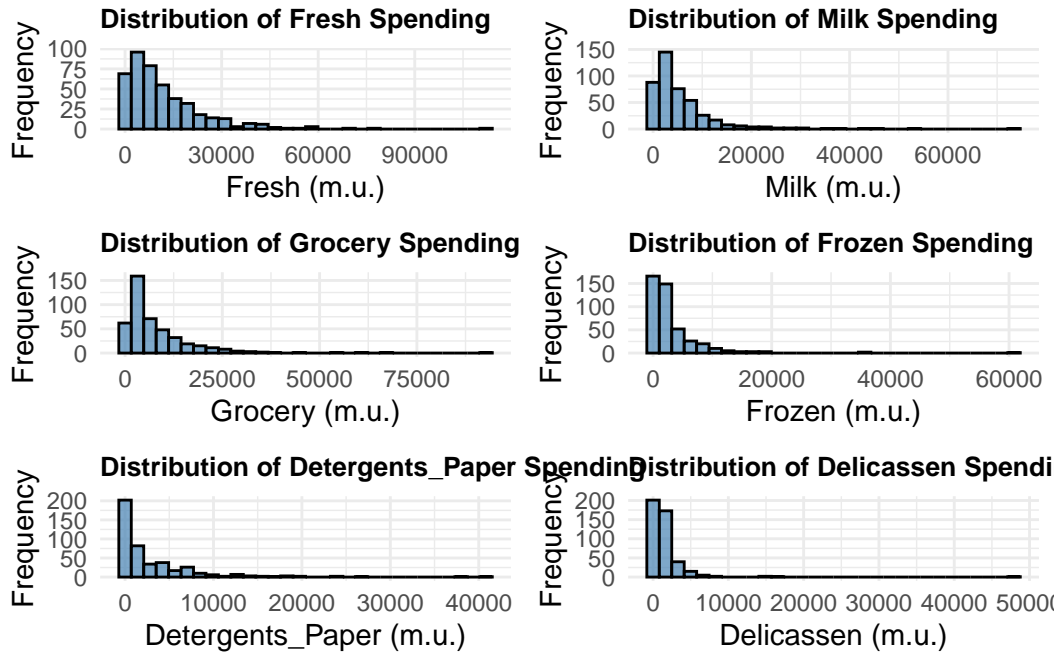 Distribution of Fresh Spending
Frequency
100
75
50
25
0
0 30000 60000 90000
Fresh (m.u.)
Distribution of Milk Spending
Frequency
150
100
50
0
0 20000 40000 60000
Milk (m.u.)
Distribution of Grocery Spending
Frequency
150
100
50
0
0 25000 50000 75000
Grocery (m.u.)
Distribution of Frozen Spending
Frequency
150
100
50
0
0 20000 40000 60000
Frozen (m.u.)
Distribution of Detergents_Paper Spending
Frequency
200
150
100
50
0
0 10000 20000 30000 40000
Detergents_Paper (m.u.)
Distribution of Delicassen Spendi
Frequency
200
150
100
50
0
0 10000 20000 30000 40000 5000
Delicassen (m.u.)